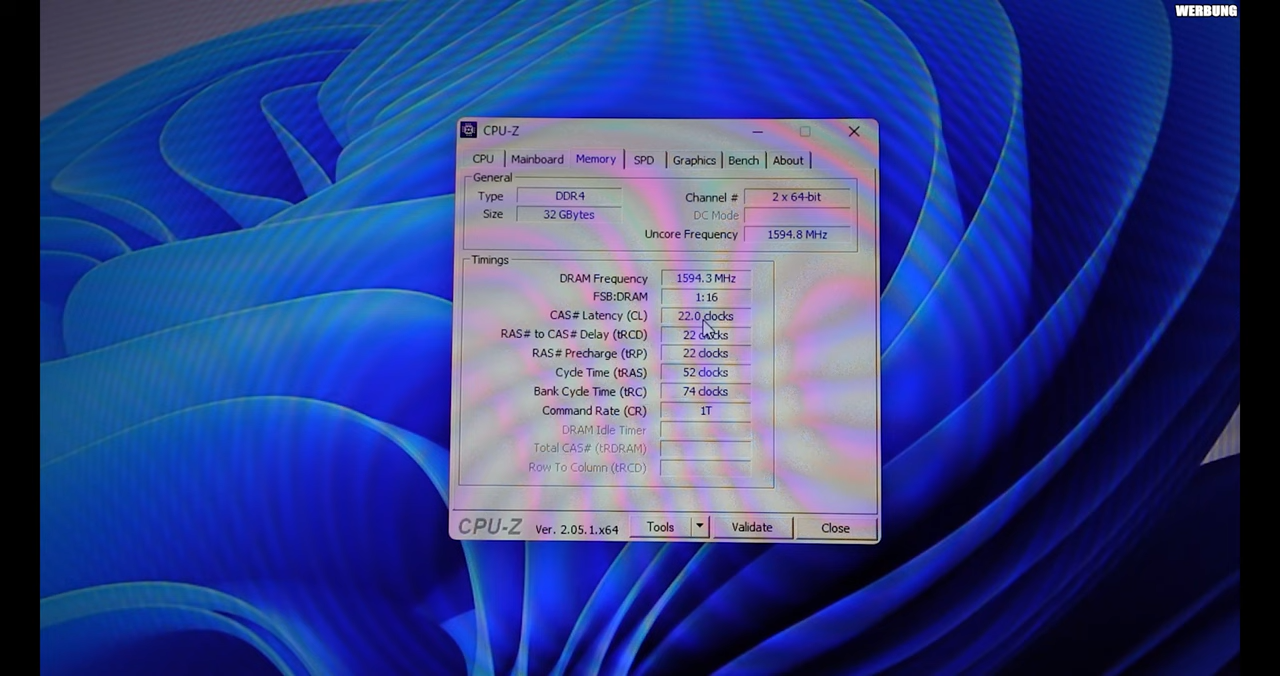 WERBUNG
CPU-Z
CPU Mainboard Memory SPD Graphics Bench About
General
Type DDR4 Channel # 2 x 64-bit
Size 32 GBytes DC Mode
Uncore Frequency 1594.8 MHz
Timings
DRAM Frequency 1594.3 MHz
FSB:DRAM 1:16
CAS# Latency (CL) 22.0 clocks
RAS# to CAS# Delay (tRCD) 22 clocks
RAS# Precharge (tRP) 22 clocks
Cycle Time (tRAS) 52 clocks
Bank Cycle Time (tRC) 74 clocks
Command Rate (CR) 1T
DRAM Idle Timer
Total CAS# (tRDRAM)
Row To Column (tRCD)
CPU-Z Ver. 2.05.1.x64 Tools Validate Close